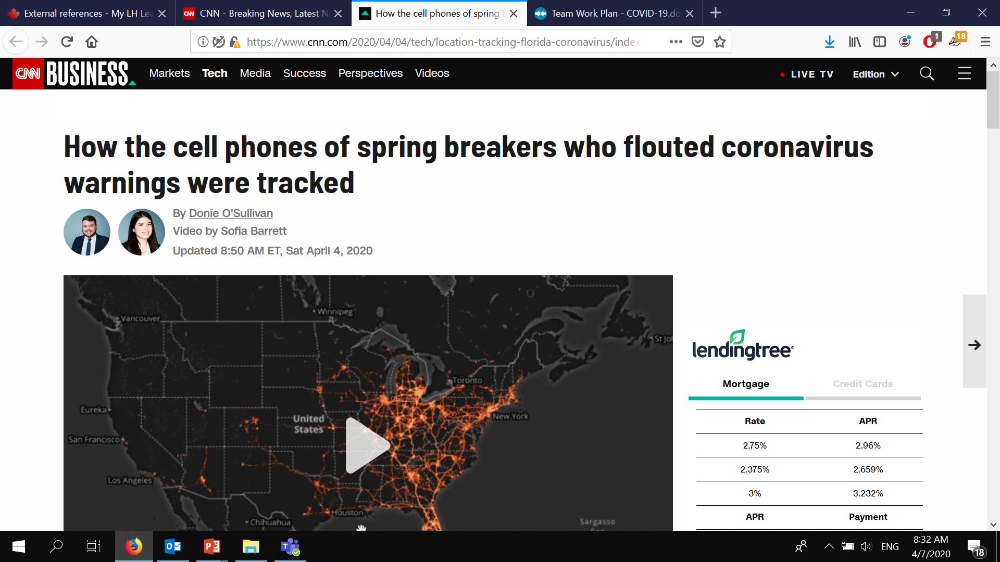 External references - My LH Lea
CNN - Breaking News, Latest N
How the cell phones of spring b
Team Work Plan - COVID-19.do
https://www.cnn.com/2020/04/04/tech/location-tracking-florida-coronavirus/index
1
18
CNN BUSINESS
Markets
Tech
Media
Success
Perspectives
Videos
LIVE TV
Edition
How the cell phones of spring breakers who flouted coronavirus
warnings were tracked
By Donie O'Sullivan
Video by Sofia Barrett
Updated 8:50 AM ET, Sat April 4, 2020
Vancouver
Winnipeg
St Jo
Toronto
Eureka
United
States
New York
San Francisco
Los Angeles
Houston
Chihuahua
Sargasso
lendingtree
Mortgage
Credit Cards
Rate APR
2.75% 2.96%
2.375% 2.659%
3% 3.232%
APR Payment
ENG
8:32 AM
4/7/2020
18